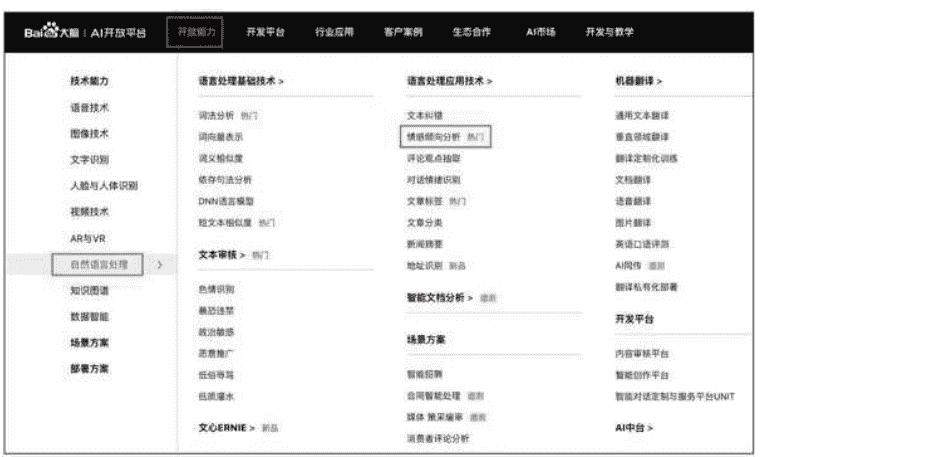 Bai大脑 | AI开放平台
开放能力
开发平台
行业应用
客户案例
生态合作
AI市场
开发与教学
技术能力
语音技术
图像技术
文字识别
人脸与人体识别
视频技术
AR与VR
自然语言处理 >
知识图谱
数据智能
场景方案
部署方案
语言处理基础技术 >
词法分析 热门
词向量表示
词义相似度
依存句法分析
DNN语言模型
短文本相似度 热门
文本审核 > 热门
色情识别
暴恐违禁
政治敏感
恶意推广
低俗辱骂
低质灌水
文心ERNIE > 新品
语言处理应用技术 >
文本纠错
情感倾向分析 热门
评论观点抽取
对话情绪识别
文章标签 热门
文章分类
新闻摘要
地址识别 新品
智能文档分析 > 邀测
场景方案
智能招聘
合同智能处理 邀测
媒体策采编审 邀测
消费者评论分析
机器翻译 >
通用文本翻译
垂直领域翻译
翻译定制化训练
文档翻译
语音翻译
图片翻译
英语口语评测
AI同传 邀测
翻译私有化部署
开发平台
内容审核平台
智能创作平台
智能对话定制与服务平台UNIT
AI中台 >